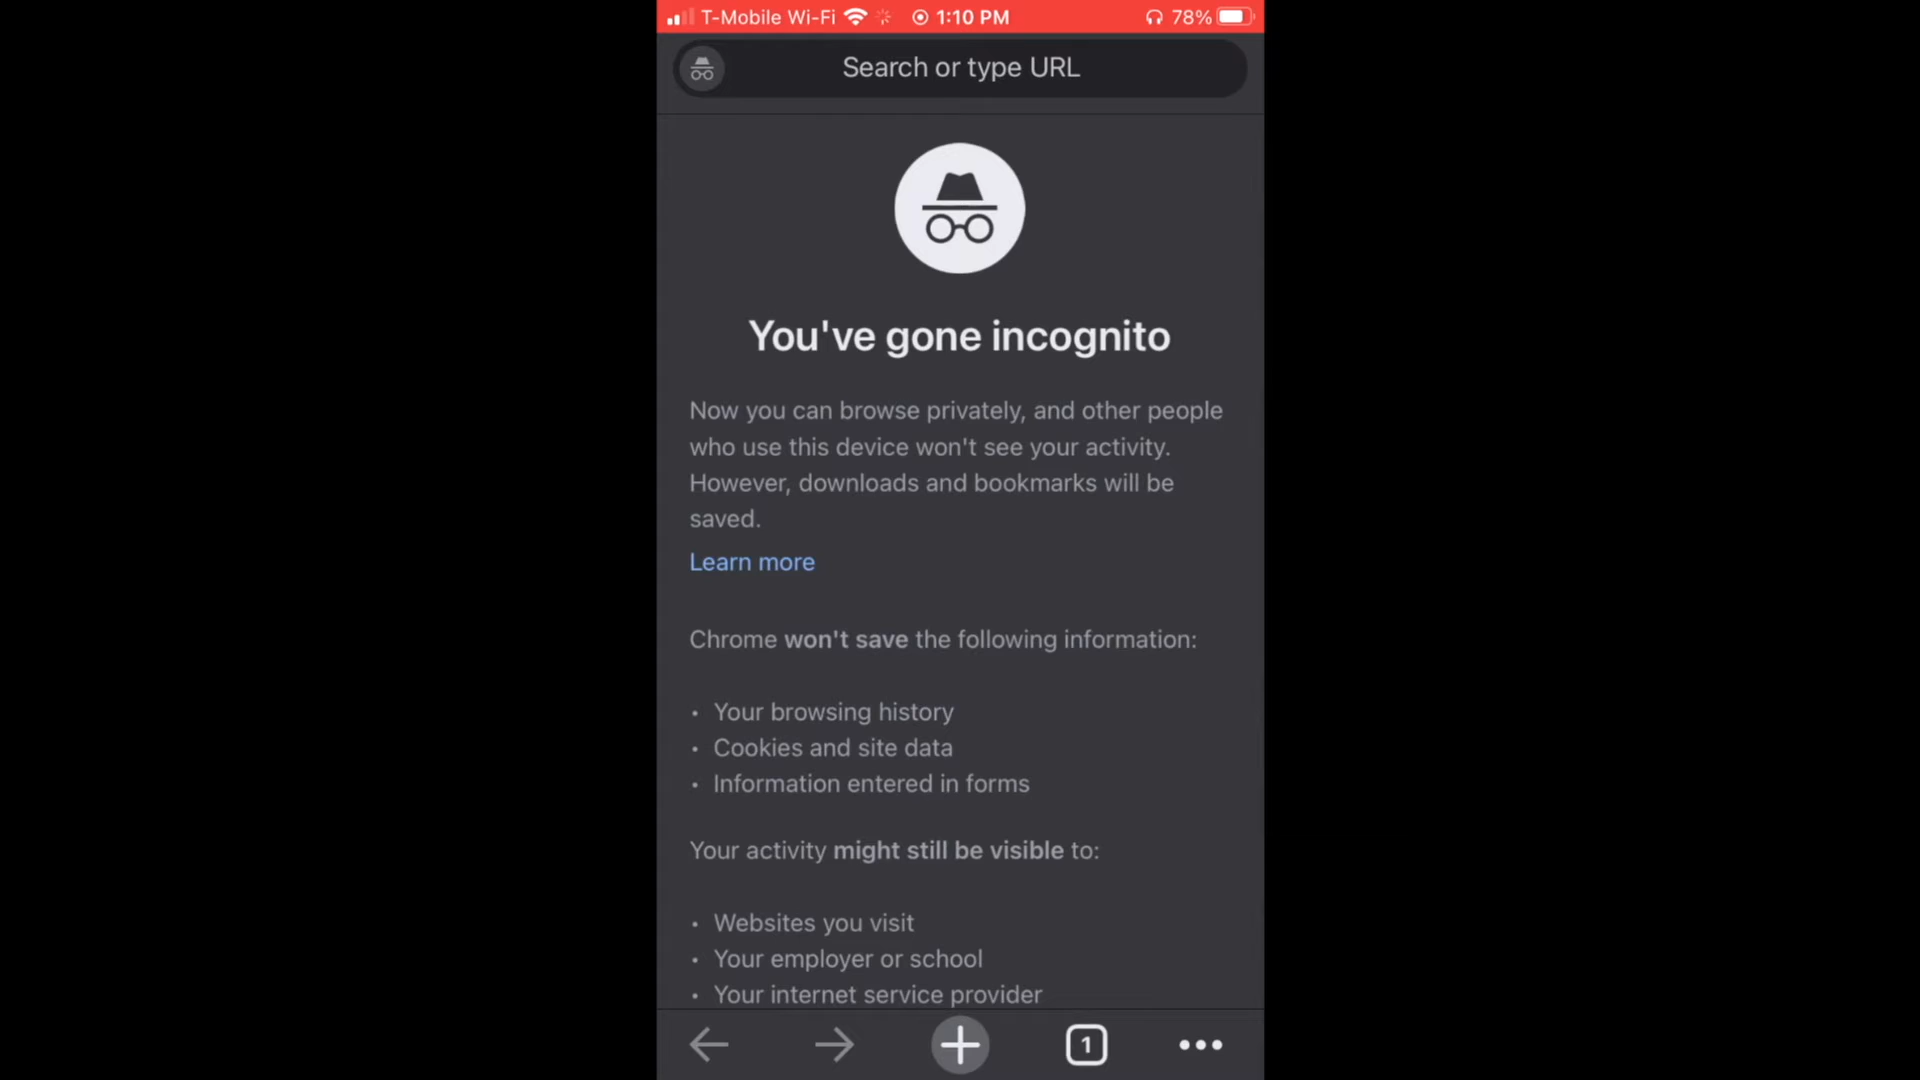 T-Mobile Wi-Fi 1:10 PM 78%
Search or type URL
You've gone incognito
Now you can browse privately, and other people
who use this device won't see your activity.
However, downloads and bookmarks will be
saved.
Learn more
Chrome won't save the following information:
• Your browsing history
• Cookies and site data
• Information entered in forms
Your activity might still be visible to:
• Websites you visit
• Your employer or school
• Your internet service provider
1